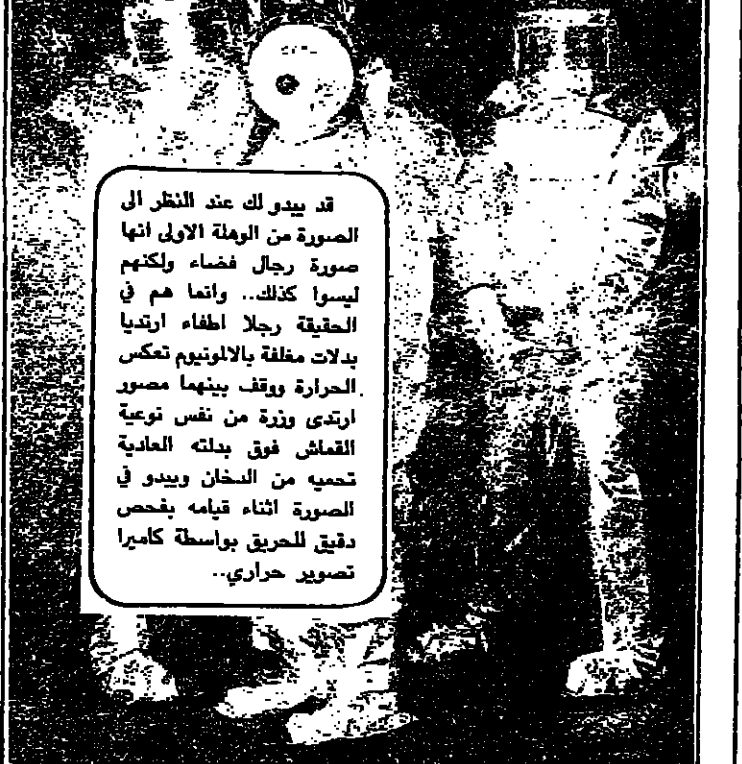 قد يبدو لك عند النظر الى
الصورة من الوهلة الاولى انها
صورة رجال فضاء ولكنهم
ليسوا كذلك.. وانما هم في
الحقيقة رجلا اطفاء ارتديا
بدلات مغلفة بالالمونيوم تعكس
الحرارة ووقف بينهما مصور
ارتدى وزرة من نفس نوعية
القماش فوق بدلته العادية
تحميه من الدخان ويبدو في
الصورة اثناء قيامه بفحص
دقيق للحريق بواسطة كاميرا
تصوير حراري..